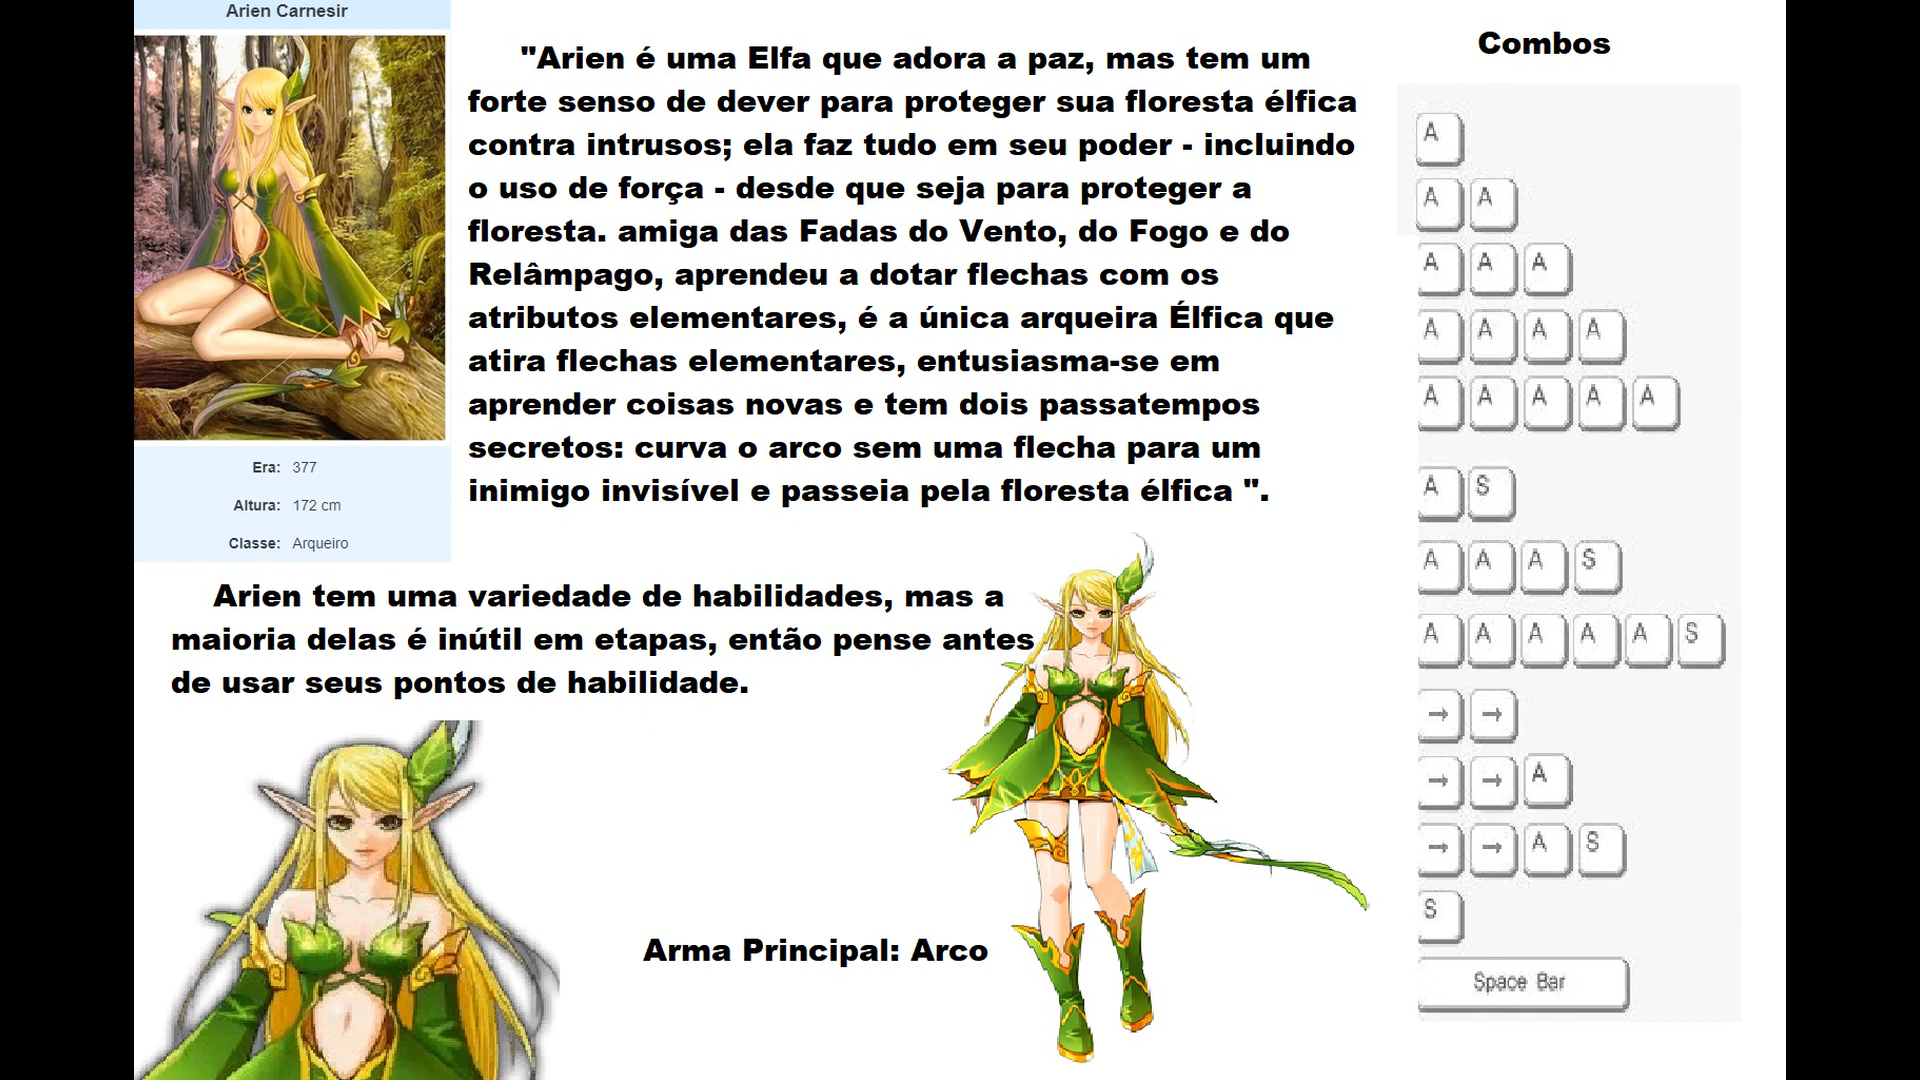 Arien Carnesir
"Arien é uma Elfa que adora a paz, mas tem um
forte senso de dever para proteger sua floresta élfica
contra intrusos; ela faz tudo em seu poder - incluindo
o uso de força - desde que seja para proteger a
floresta. amiga das Fadas do Vento, do Fogo e do
Relâmpago, aprendeu a dotar flechas com os
atributos elementares, é a única arqueira Élfica que
atira flechas elementares, entusiasma-se em
aprender coisas novas e tem dois passatempos
secretos: curva o arco sem uma flecha para um
inimigo invisível e passeia pela floresta élfica ".
Era: 377
Altura: 172 cm
Classe: Arqueiro
Arien tem uma variedade de habilidades, mas a
maioria delas é inútil em etapas, então pense antes
de usar seus pontos de habilidade.
Arma Principal: Arco
Combos
A
A A
A A A
A A A A
A A A A A
A S
A A A S
A A A A A S
→ →
→ → A
→ → A S
S
Space Bar